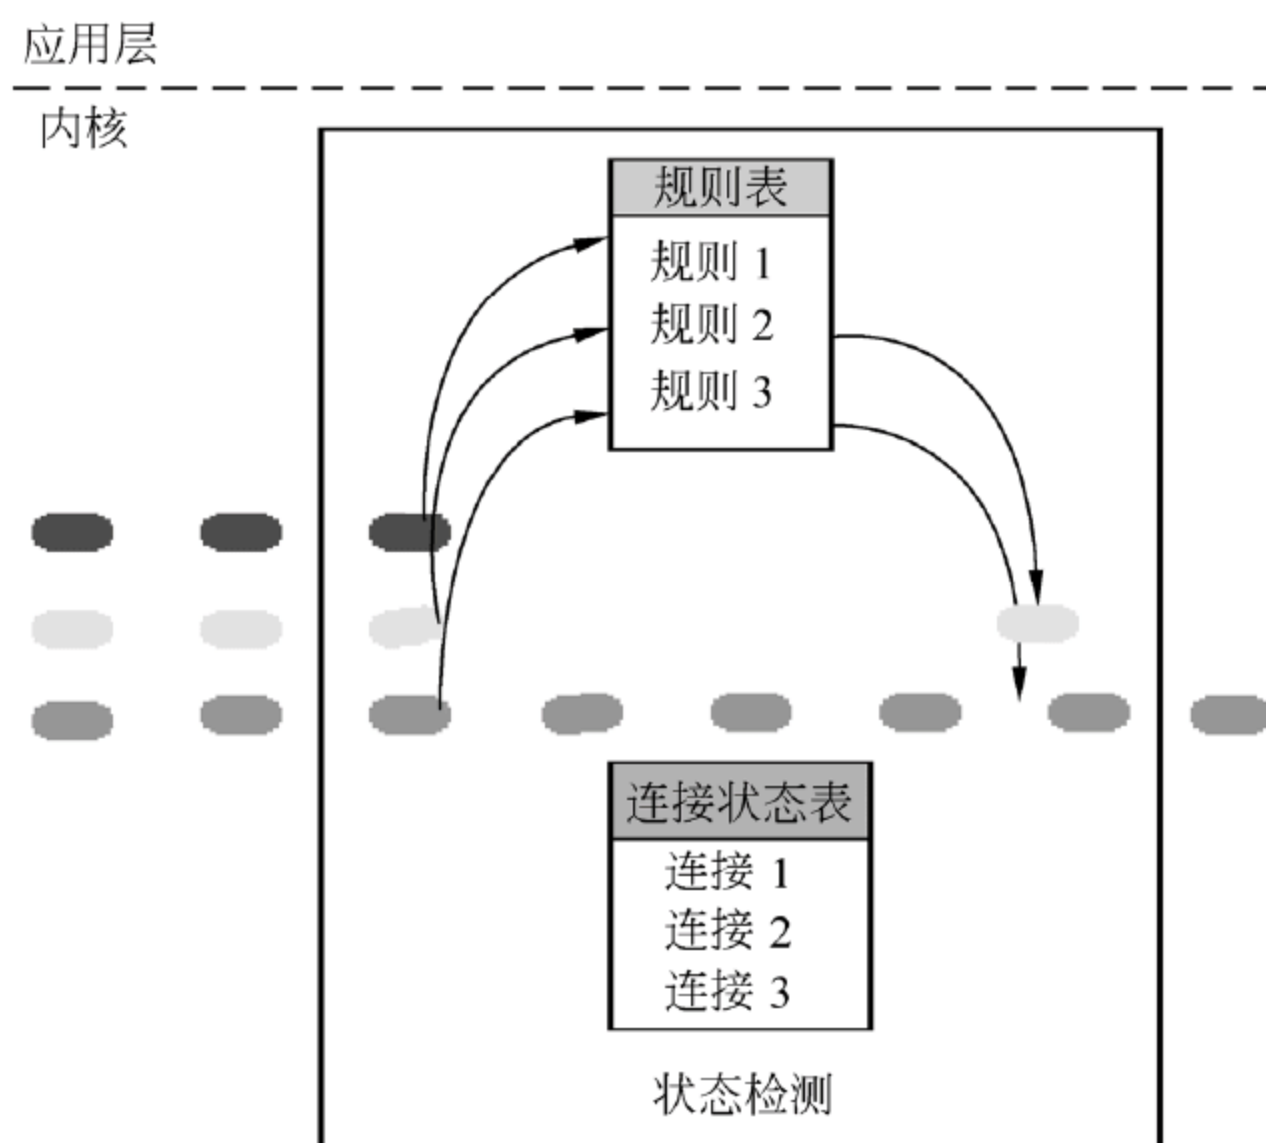 应用层
内核
规则表
规则 1
规则 2
规则 3
连接状态表
连接 1
连接 2
连接 3
状态检测